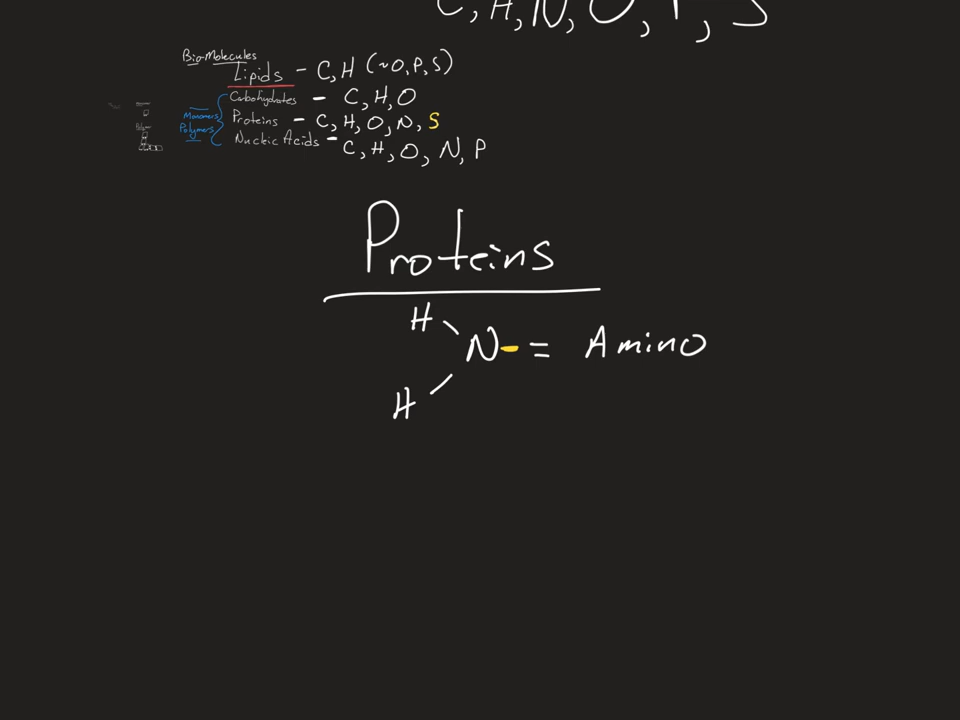 C, H, N, O, P, S
Bio-Molecules
Lipids - C, H (~O, P, S)
Carbohydrates - C, H, O
Monomers
Proteins - C, H, O, N, S
Polymers
Nucleic Acids - C, H, O, N, P
Proteins
H
N- = Amino
H